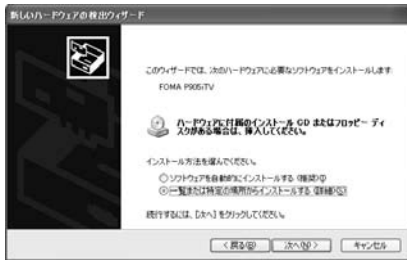 新しいハードウェアの検出ウィザード
このウィザードでは、次のハードウェアに必要なソフトウェアをインストールします:
FOMA P905iTV
ハードウェアに付属のインストール CD またはフロッピー ディ
スクがある場合は、挿入してください。
インストール方法を選んでください。
ソフトウェアを自動的にインストールする (推奨)(I)
一覧または特定の場所からインストールする (詳細)(S)
続行するには、[次へ] をクリックしてください。
< 戻る(B)
次へ(N) >
キャンセル